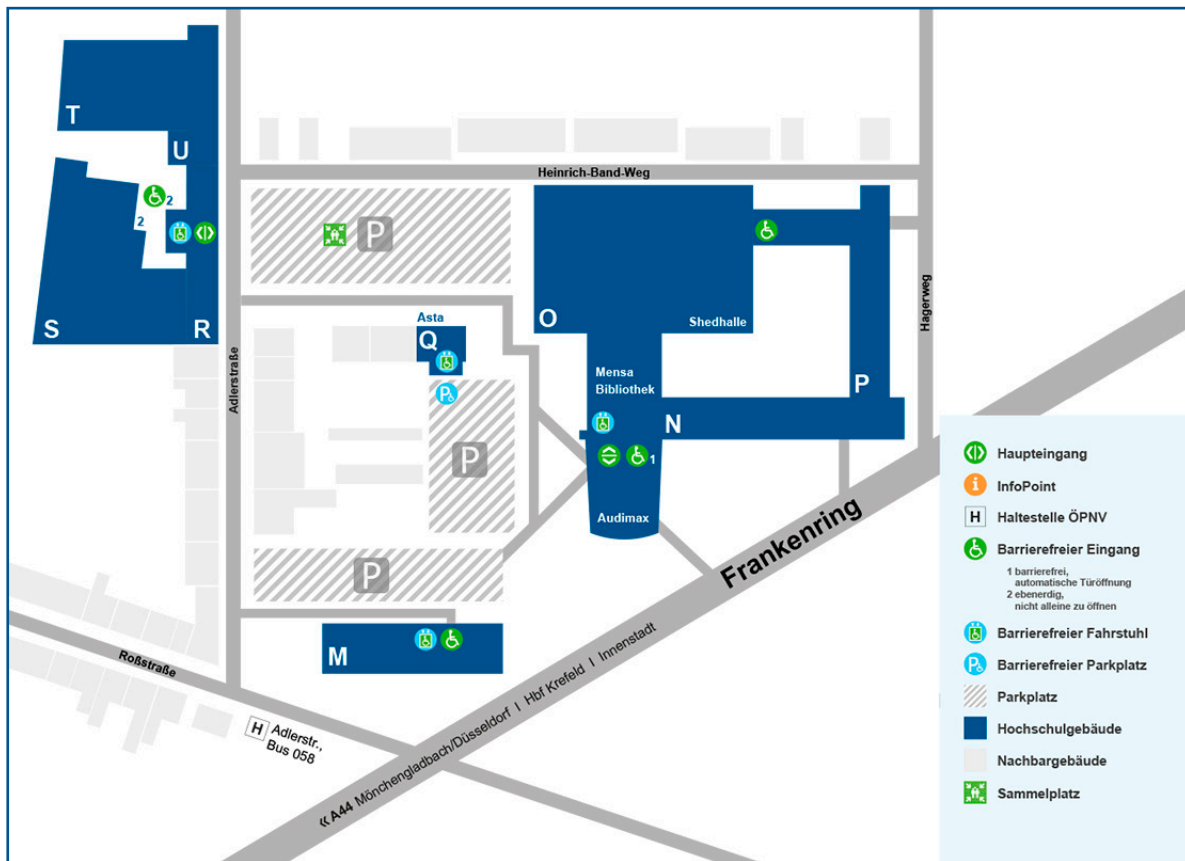 T
U
2
2
S
R
Adlerstraße
Heinrich-Band-Weg
P
Asta
Q
P
P
P
O
Shedhalle
Mensa
Bibliothek
N
P
1
Audimax
Hagerweg
Frankenring
« A44 Mönchengladbach/Düsseldorf I Hbf Krefeld I Innenstadt
M
Roßstraße
H Adlerstr.,
Bus 058
Haupteingang
i InfoPoint
H Haltestelle ÖPNV
Barrierefreier Eingang
1 barrierefrei,
automatische Türöffnung
2 ebenerdig,
nicht alleine zu öffnen
Barrierefreier Fahrstuhl
P Barrierefreier Parkplatz
Parkplatz
Hochschulgebäude
Nachbargebäude
Sammelplatz